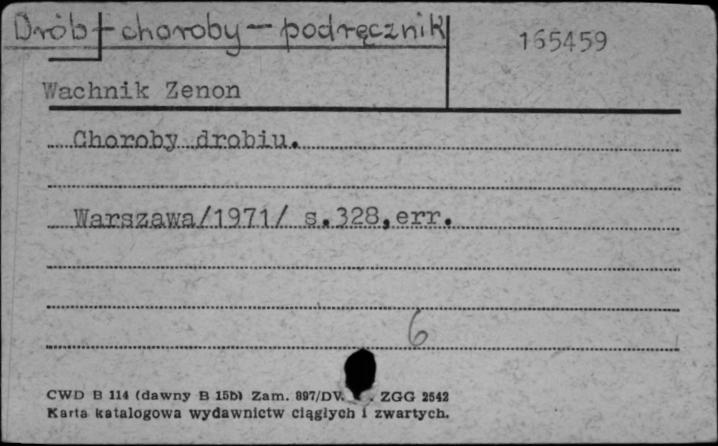 Drób - choroby - podręcznik
165459
Wachnik Zenon
Choroby drobiu.
Warszawa/1971/ s.328,err.
6
CWD B 114 (dawny B 15b) Zam. 897/DV. ZGG 2542
Karta katalogowa wydawnictw ciągłych i zwartych.